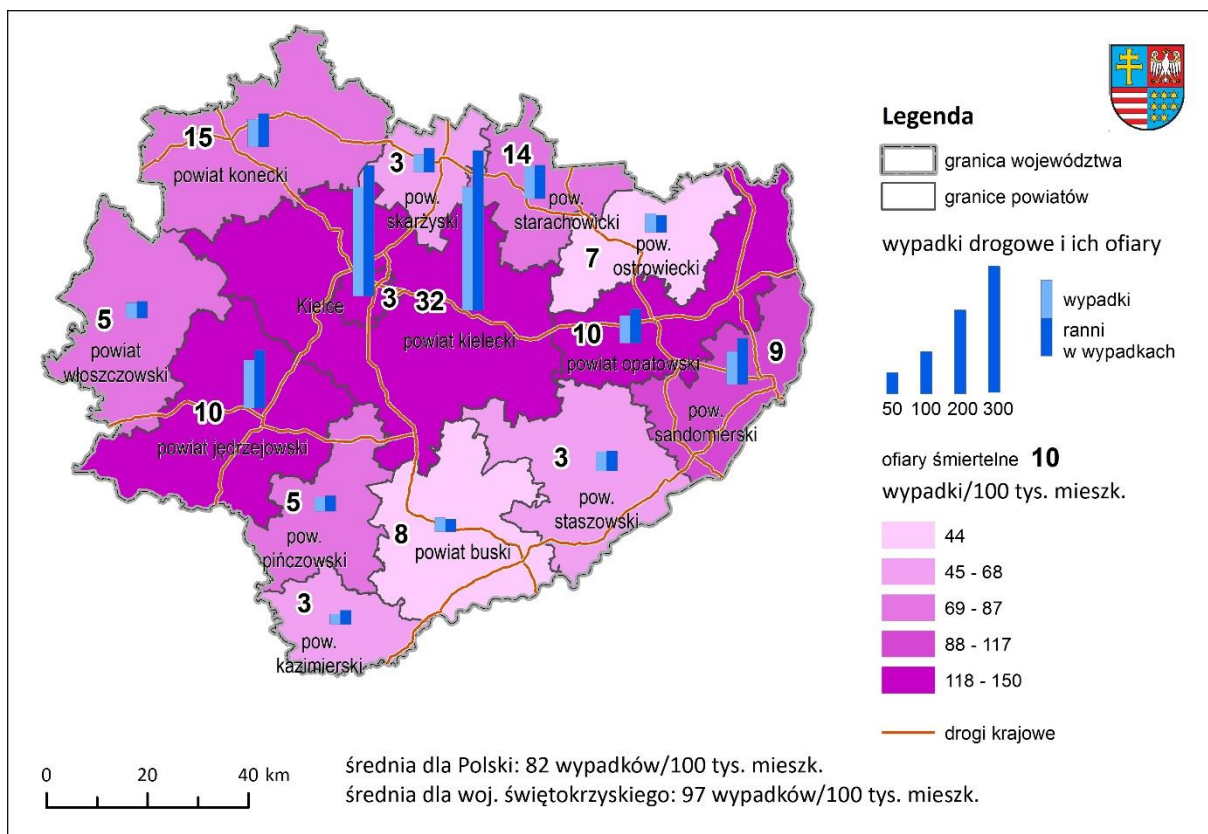 15
powiat konecki
3
pow.
skarżyski
14
pow.
starachowicki
7
pow.
ostrowiecki
5
powiat
włoszczowski
Kielce
3
32
powiat kielecki
10
powiat opatowski
9
pow.
sandomierski
10
powiat jędrzejowski
5
pow.
pińczowski
8
powiat buski
3
pow.
staszowski
3
pow.
kazimierski
Legenda
granica województwa
granice powiatów
wypadki drogowe i ich ofiary
wypadki
ranni
w wypadkach
50 100 200 300
ofiary śmiertelne 10
wypadki/100 tys. mieszk.
44
45 - 68
69 - 87
88 - 117
118 - 150
drogi krajowe
0 20 40 km
średnia dla Polski: 82 wypadków/100 tys. mieszk.
średnia dla woj. świętokrzyskiego: 97 wypadków/100 tys. mieszk.